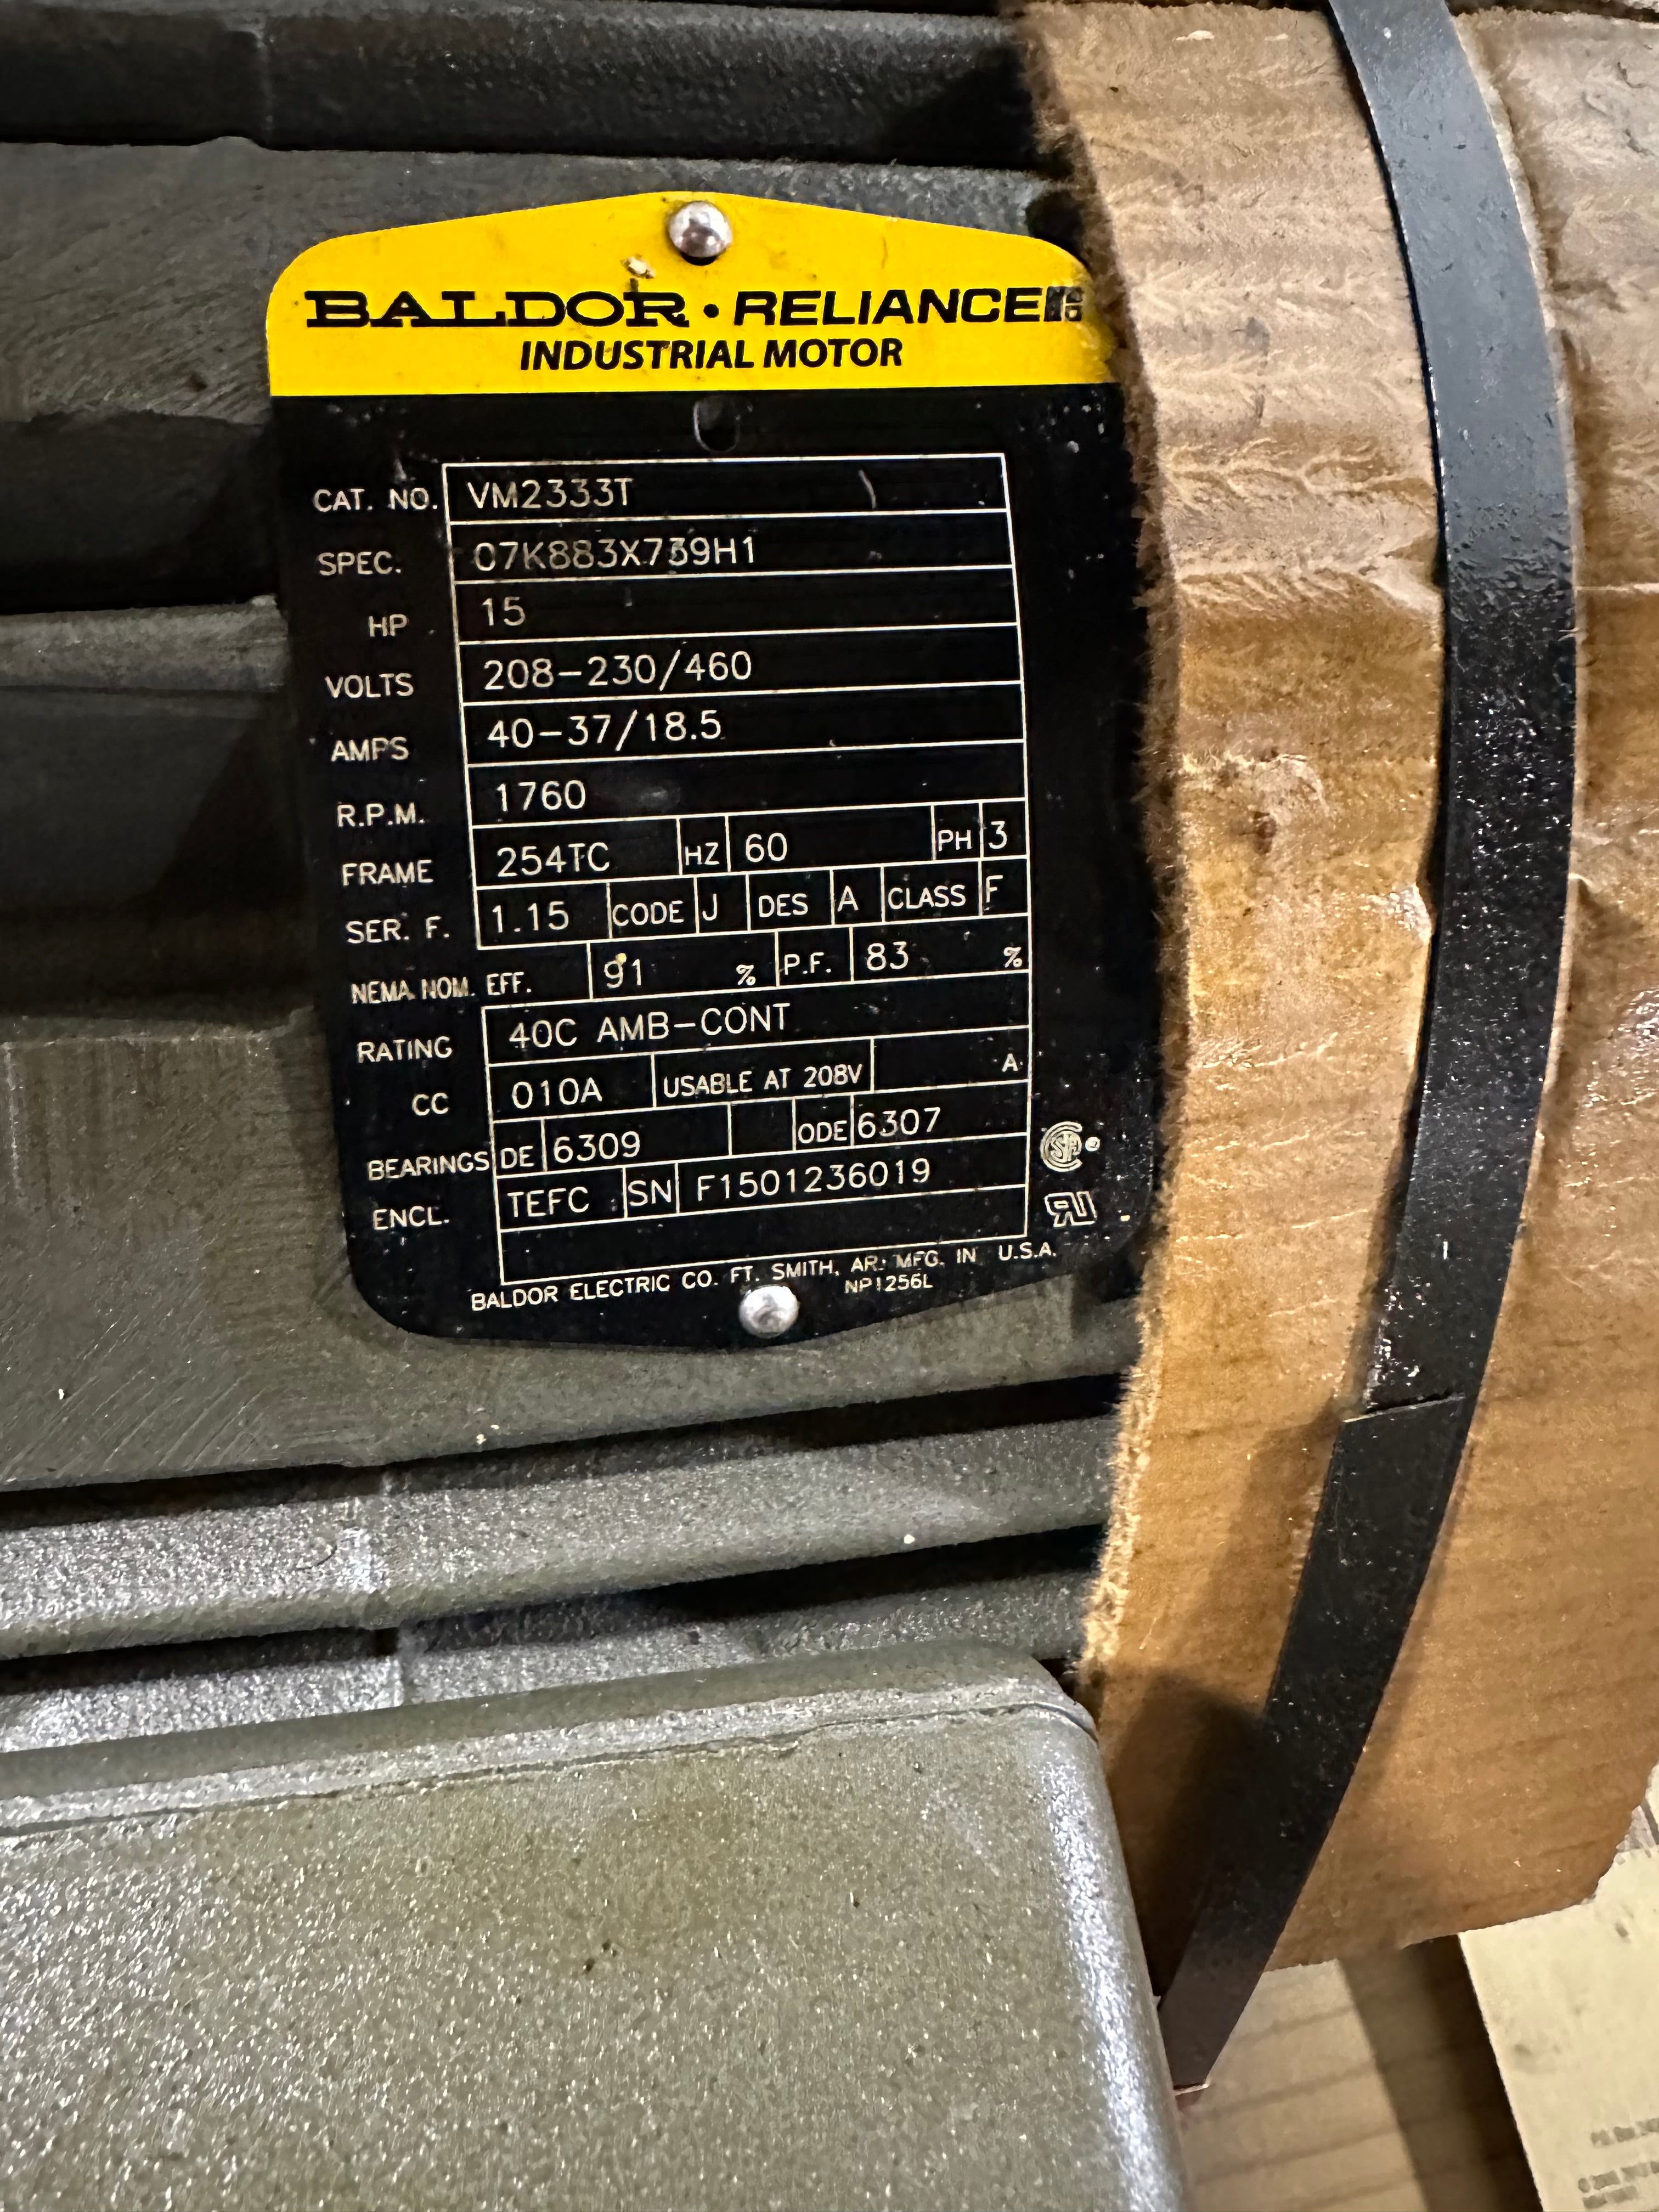 BALDOR • RELIANCE
INDUSTRIAL MOTOR
CAT. NO. VM2333T
SPEC. 07K883X739H1
HP 15
VOLTS 208-230/460
AMPS 40-37/18.5
R.P.M. 1760
FRAME 254TC HZ 60 PH 3
SER. F. 1.15 CODE J DES A CLASS F
NEMA NOM. EFF. 91 % P.F. 83 %
RATING 40C AMB-CONT
CC 010A USABLE AT 208V A
BEARINGS DE 6309 ODE 6307
ENCL. TEFC SN F1501236019
BALDOR ELECTRIC CO. FT. SMITH, AR. MFG. IN U.S.A.
NP1256L